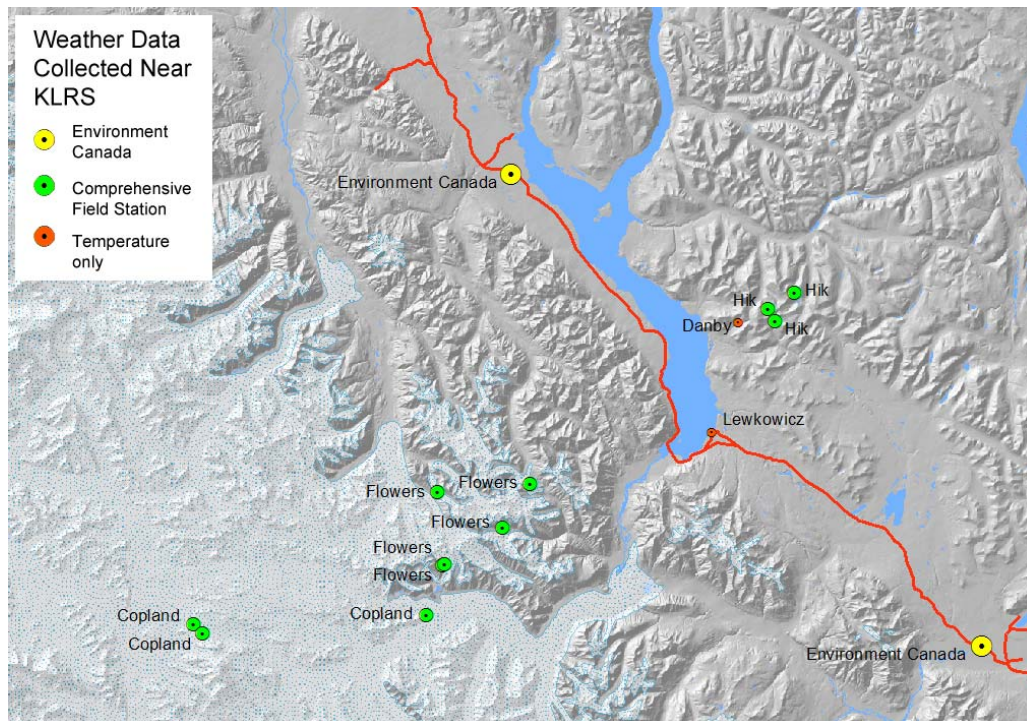 Weather Data
Collected Near
KLRS
Environment
Canada
Comprehensive
Field Station
Temperature
only
Environment Canada
Hik
Hik
Danby
Hik
Lewkowicz
Flowers
Flowers
Flowers
Flowers
Flowers
Copland
Copland
Copland
Environment Canada